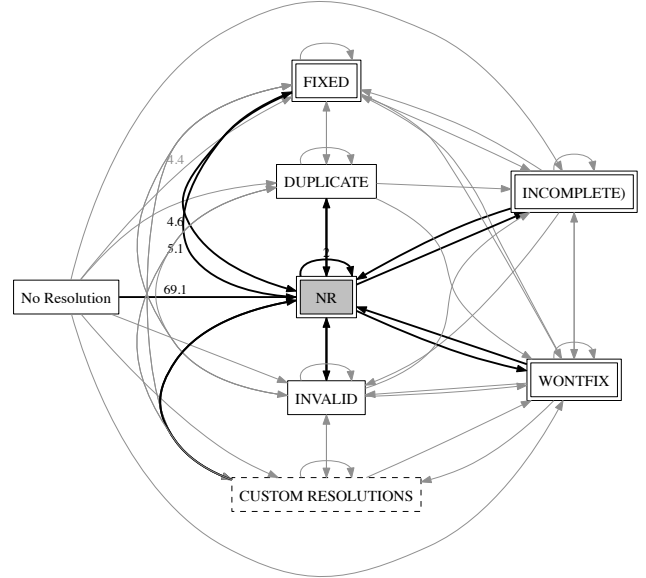 FIXED
4.4
DUPLICATE
INCOMPLETE)
4.6
5.1
2
No Resolution
69.1
NR
WONTFIX
INVALID
CUSTOM RESOLUTIONS